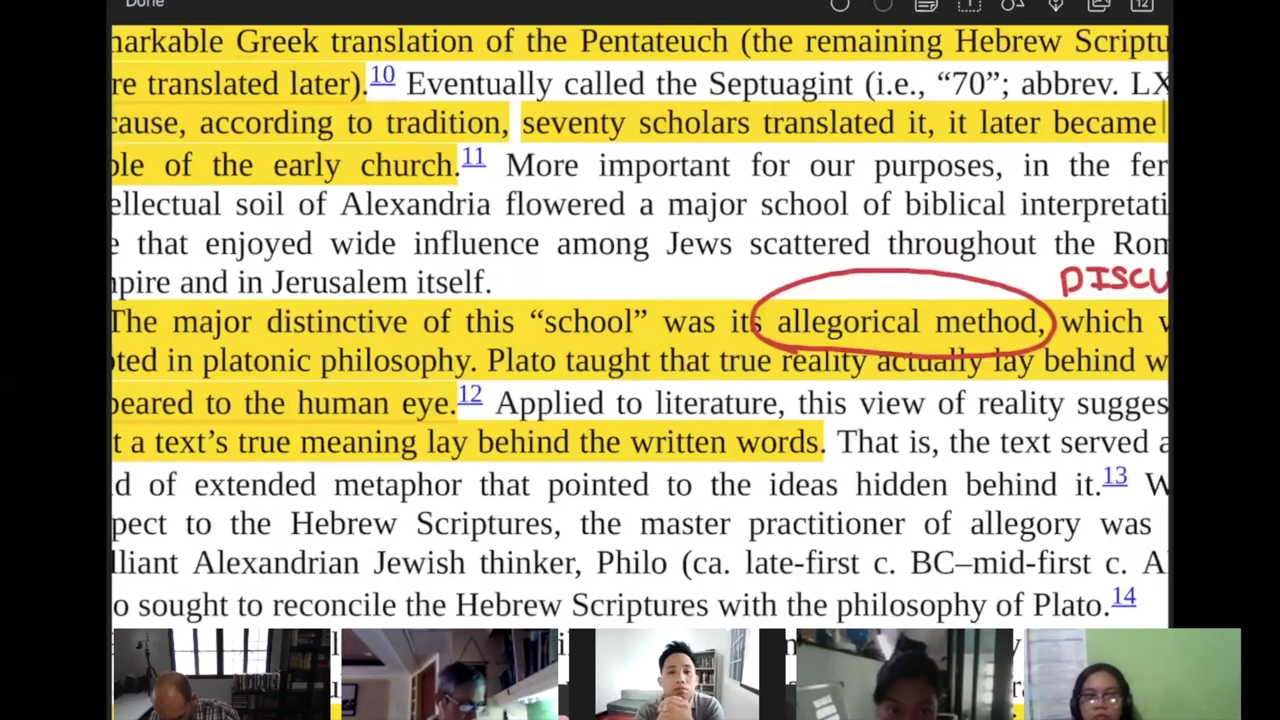 Done
12
markable Greek translation of the Pentateuch (the remaining Hebrew Scriptu
re translated later).10 Eventually called the Septuagint (i.e., “70”; abbrev. LX
cause, according to tradition, seventy scholars translated it, it later became
ble of the early church.11 More important for our purposes, in the fer
ellectual soil of Alexandria flowered a major school of biblical interpretati
e that enjoyed wide influence among Jews scattered throughout the Rom
npire and in Jerusalem itself.
DISCU
The major distinctive of this “school” was its allegorical method, which w
oted in platonic philosophy. Plato taught that true reality actually lay behind w
peared to the human eye.12 Applied to literature, this view of reality sugges
t a text’s true meaning lay behind the written words. That is, the text served a
d of extended metaphor that pointed to the ideas hidden behind it.13 W
pect to the Hebrew Scriptures, the master practitioner of allegory was
lliant Alexandrian Jewish thinker, Philo (ca. late-first c. BC–mid-first c. A
o sought to reconcile the Hebrew Scriptures with the philosophy of Plato.14